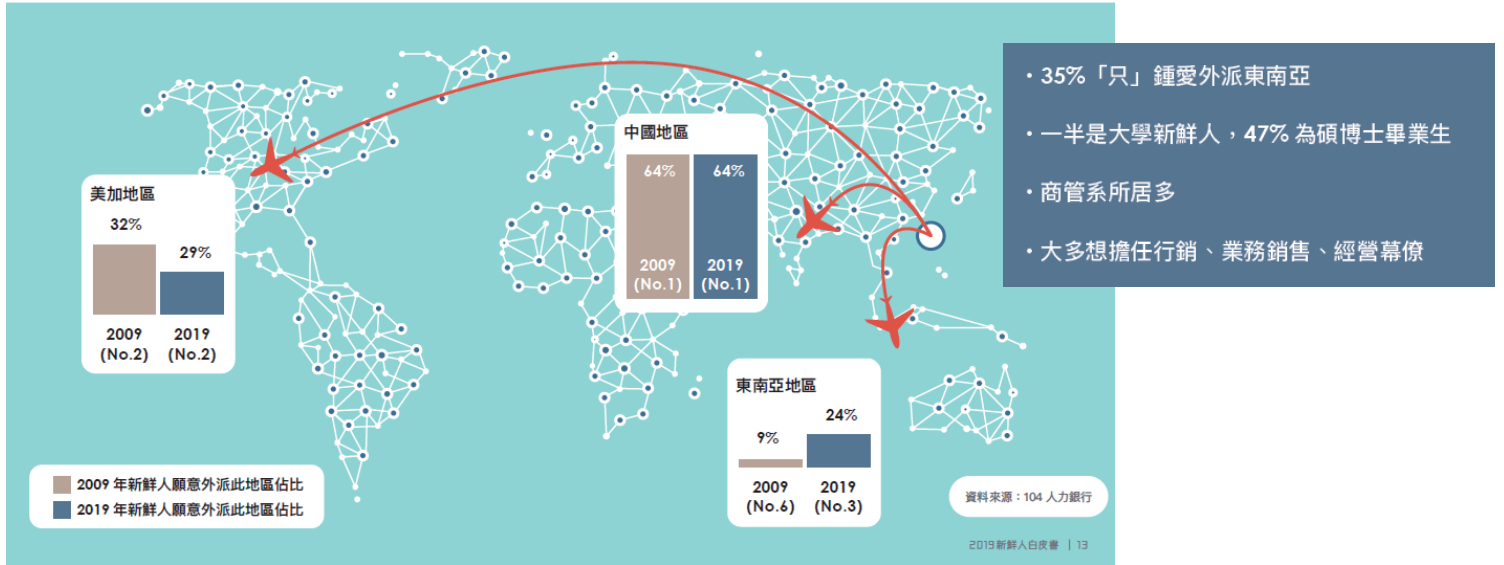 ・35%「只」鍾愛外派東南亞
・一半是大學新鮮人，47% 為碩博士畢業生
・商管系所居多
・大多想擔任行銷、業務銷售、經營幕僚
中國地區
64%
64%
2009
(No.1)
2019
(No.1)
美加地區
32%
29%
2009
(No.2)
2019
(No.2)
東南亞地區
9%
24%
2009
(No.6)
2019
(No.3)
2009 年新鮮人願意外派此地區佔比
2019 年新鮮人願意外派此地區佔比
資料來源：104 人力銀行
2019新鮮人白皮書 | 13